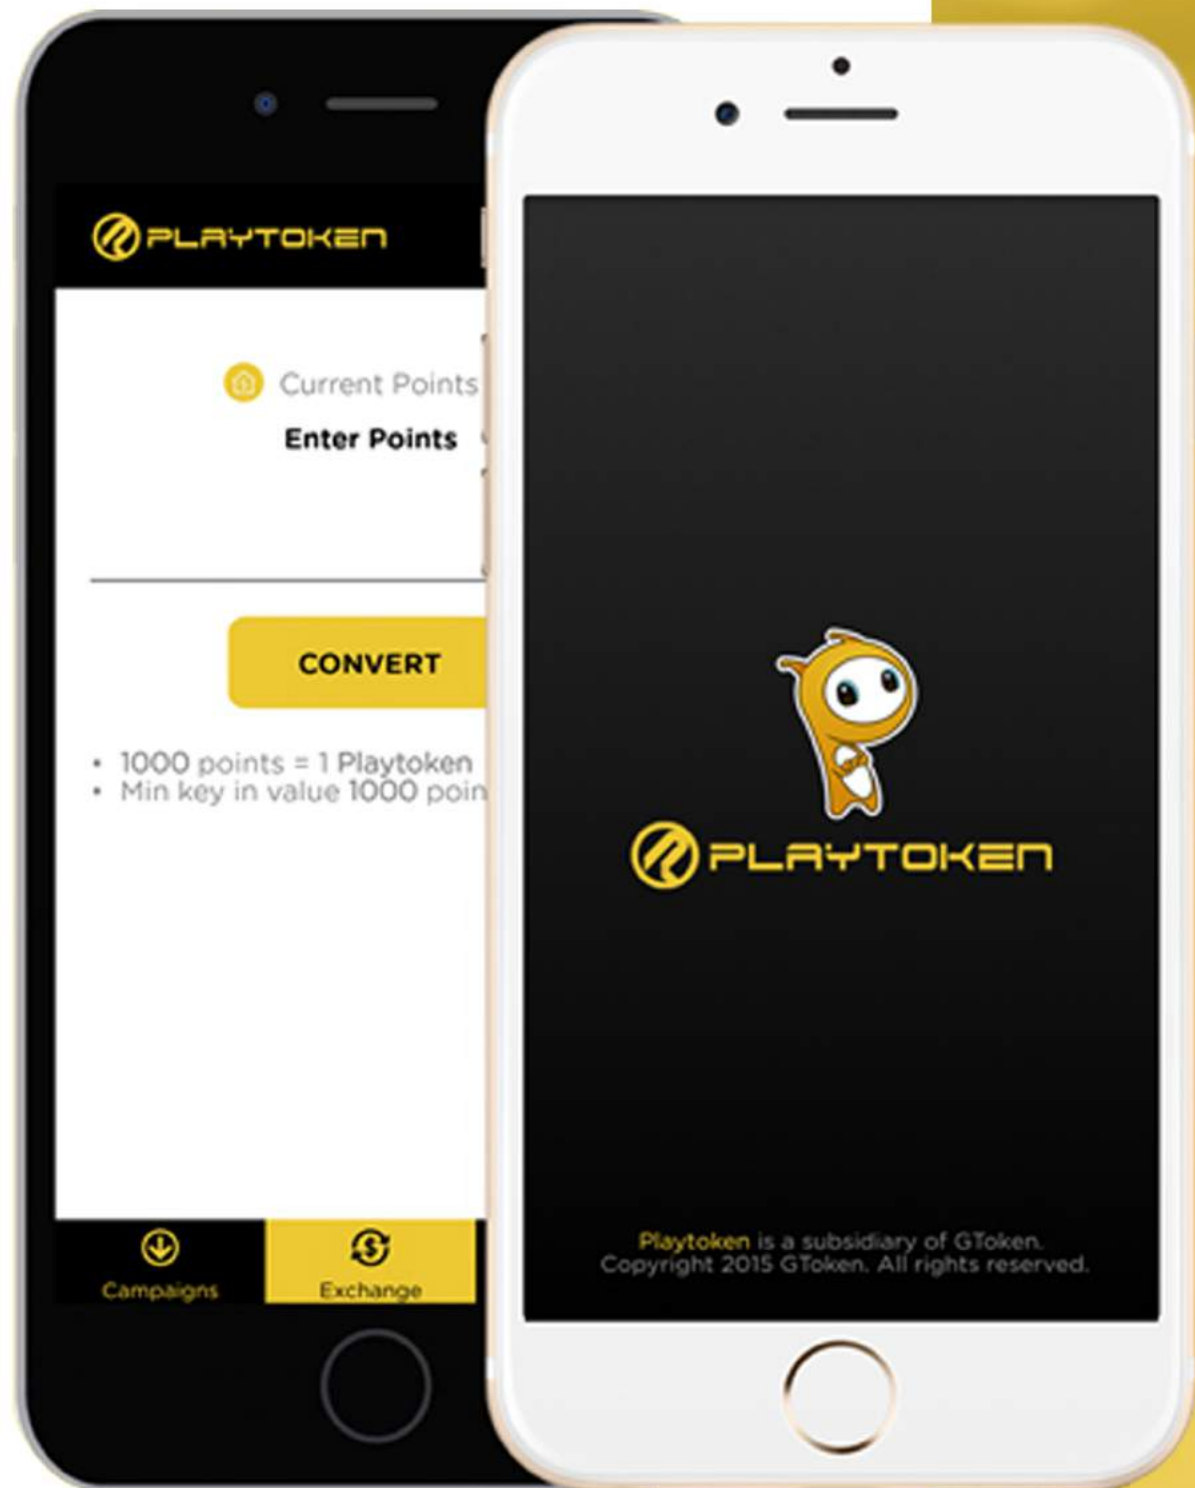 PLAYTOKEN
Current Points
Enter Points
CONVERT
• 1000 points = 1 Playtoken
• Min key in value 1000 poin
Campaigns
Exchange
PLAYTOKEN
Playtoken is a subsidiary of GToken.
Copyright 2015 GToken. All rights reserved.